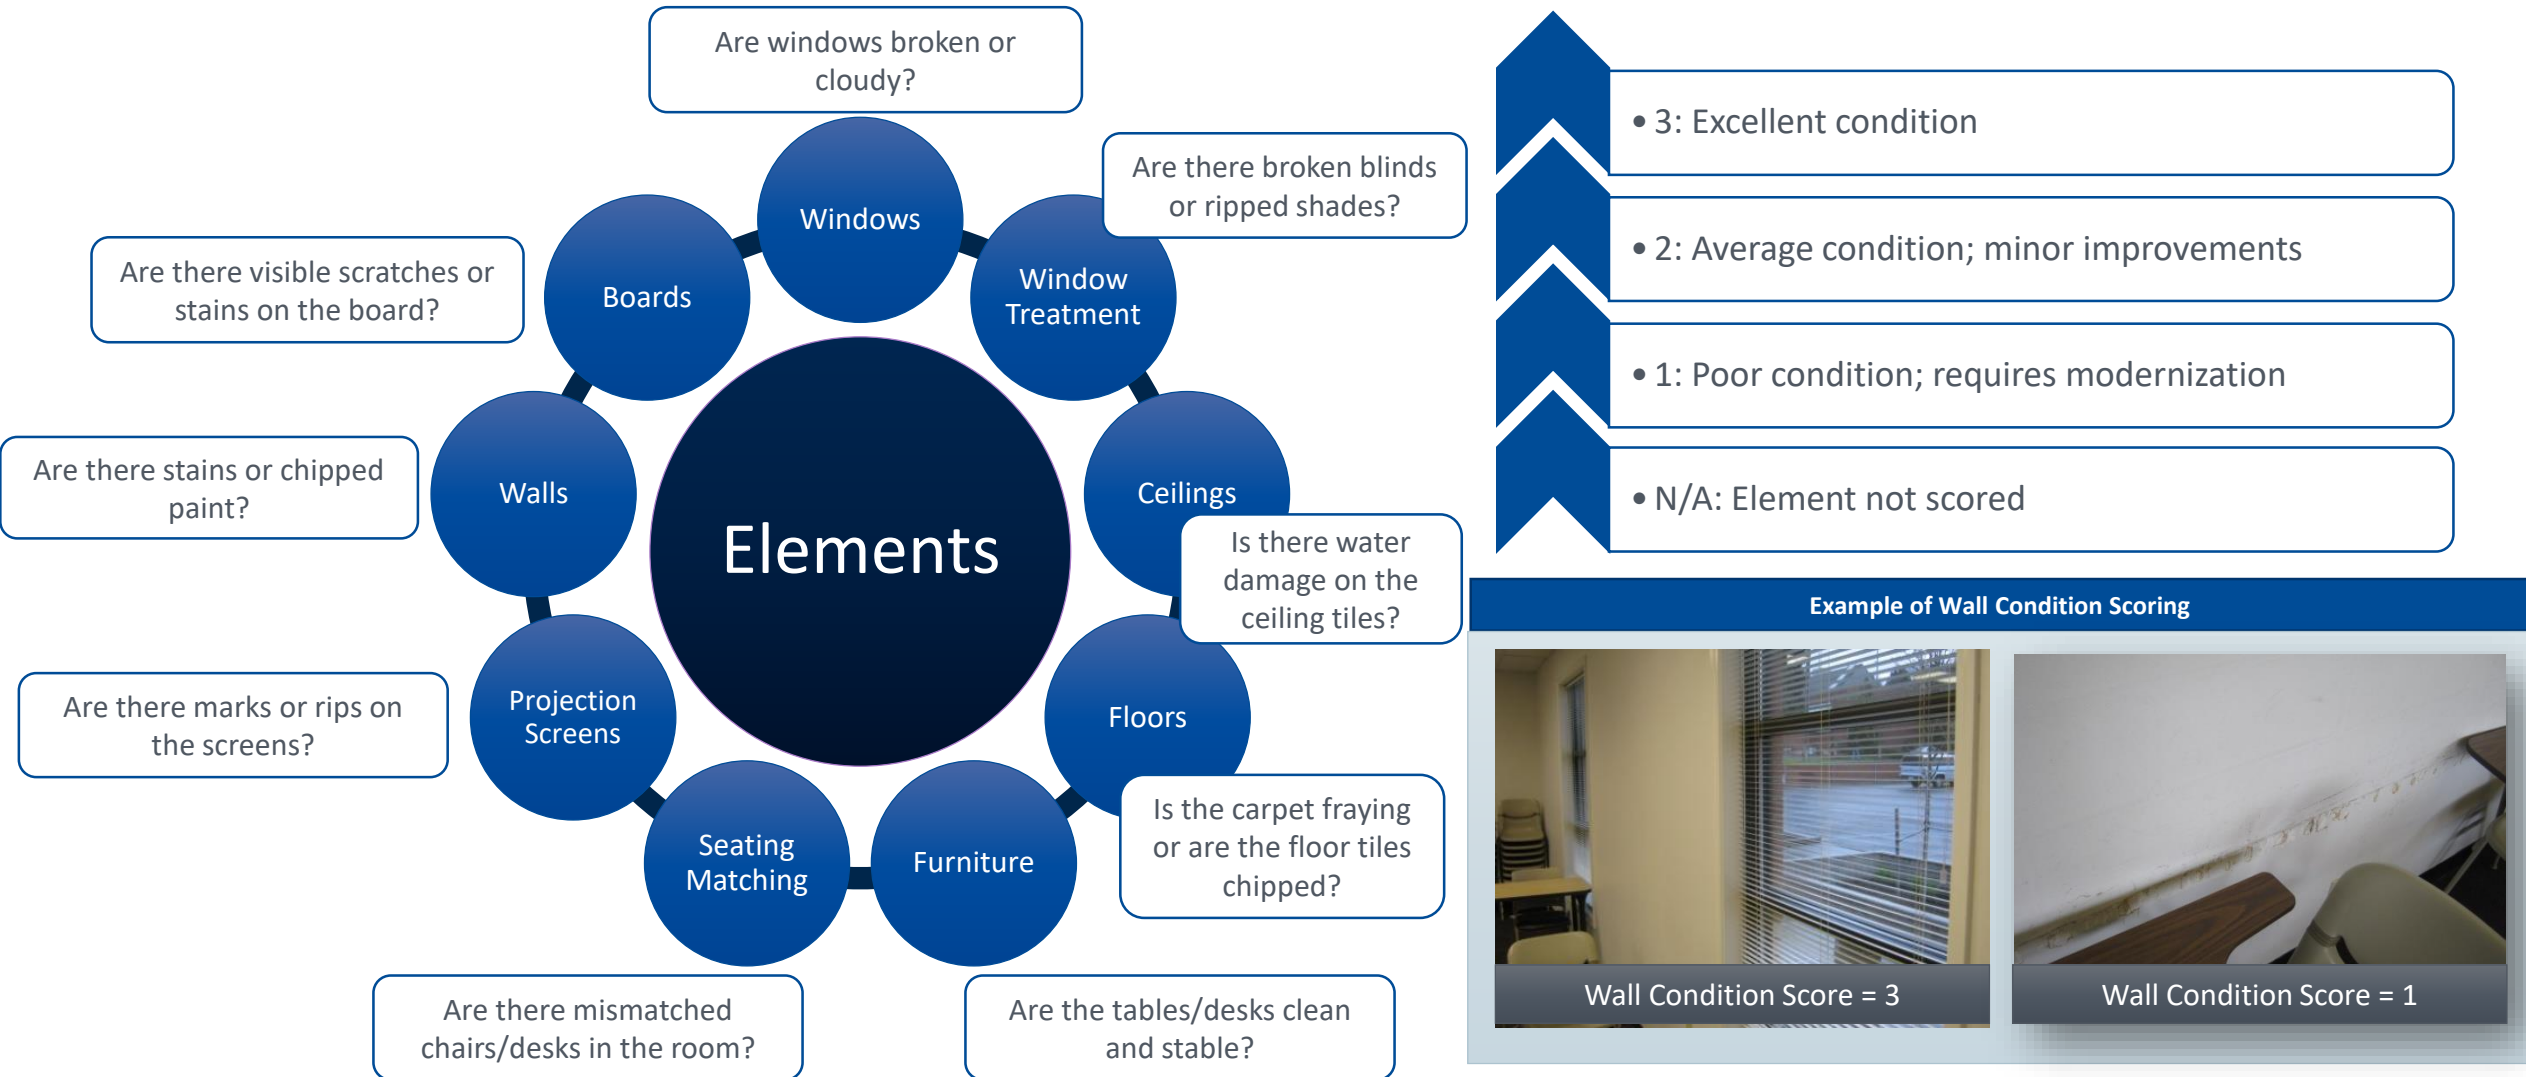 Are windows broken or
cloudy?
Windows
Are there broken blinds
or ripped shades?
Window
Treatment
Ceilings
Is there water
damage on the
ceiling tiles?
Floors
Is the carpet fraying
or are the floor tiles
chipped?
Furniture
Are the tables/desks clean
and stable?
Seating
Matching
Are there mismatched
chairs/desks in the room?
Projection
Screens
Are there marks or rips on
the screens?
Walls
Are there stains or chipped
paint?
Boards
Are there visible scratches or
stains on the board?
Elements
• 3: Excellent condition
• 2: Average condition; minor improvements
• 1: Poor condition; requires modernization
• N/A: Element not scored
Example of Wall Condition Scoring
Wall Condition Score = 3
Wall Condition Score = 1